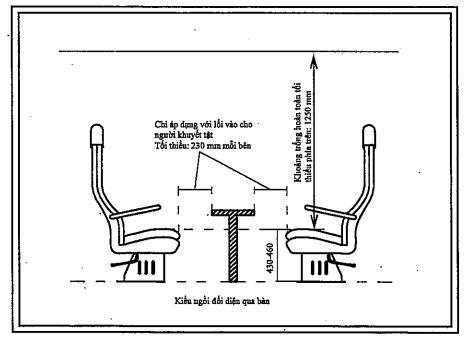 Chỉ áp dụng với lối vào cho
người khuyết tật
Tối thiểu: 230 mm mỗi bên
Khoảng trống hoàn toàn tối
thiểu phía trên: 1250 mm
430-460
Kiểu ngồi đối diện qua bàn